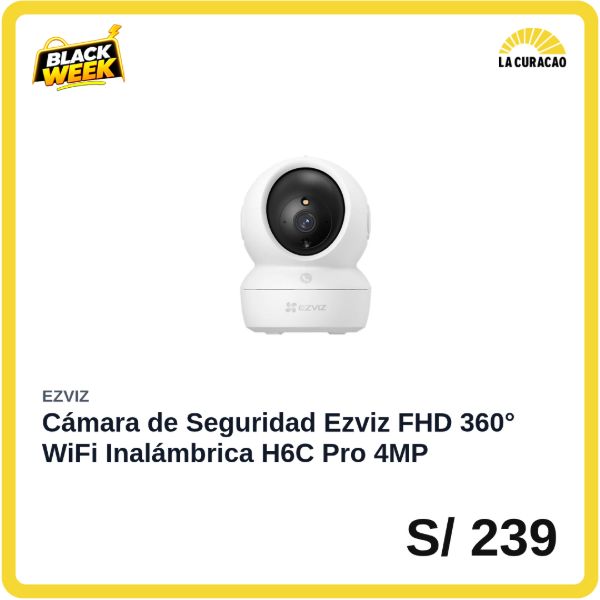 BLACK
WEEK
LA CURACAO
EZVIZ
EZVIZ
Cámara de Seguridad Ezviz FHD 360°
WiFi Inalámbrica H6C Pro 4MP
S/ 239